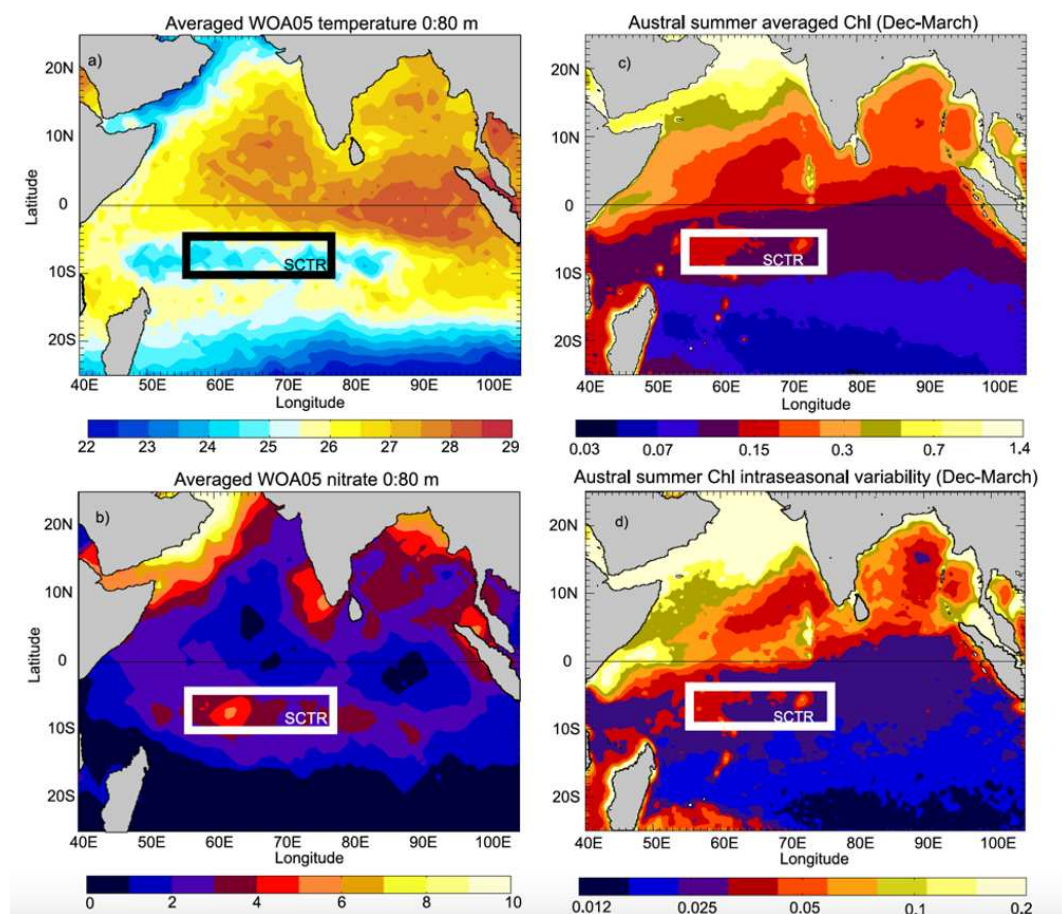 Averaged WOA05 temperature 0:80 m
a)
20N
10N
0
10S
20S
Latitude
SCTR
40E 50E 60E 70E 80E 90E 100E
Longitude
22 23 24 25 26 27 28 29
Austral summer averaged Chl (Dec-March)
c)
20N
10N
0
10S
20S
SCTR
40E 50E 60E 70E 80E 90E 100E
Longitude
0.03 0.07 0.15 0.3 0.7 1.4
Averaged WOA05 nitrate 0:80 m
b)
20N
10N
0
10S
20S
Latitude
SCTR
40E 50E 60E 70E 80E 90E 100E
Longitude
0 2 4 6 8 10
Austral summer Chl intraseasonal variability (Dec-March)
d)
20N
10N
0
10S
20S
Latitude
SCTR
40E 50E 60E 70E 80E 90E 100E
Longitude
0.012 0.025 0.05 0.1 0.2